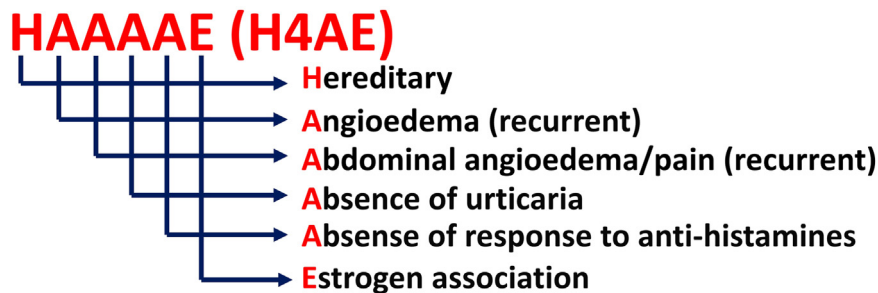 HAAAAE (H4AE)
Hereditary
Angioedema (recurrent)
Abdominal angioedema/pain (recurrent)
Absence of urticaria
Absense of response to anti-histamines
Estrogen association